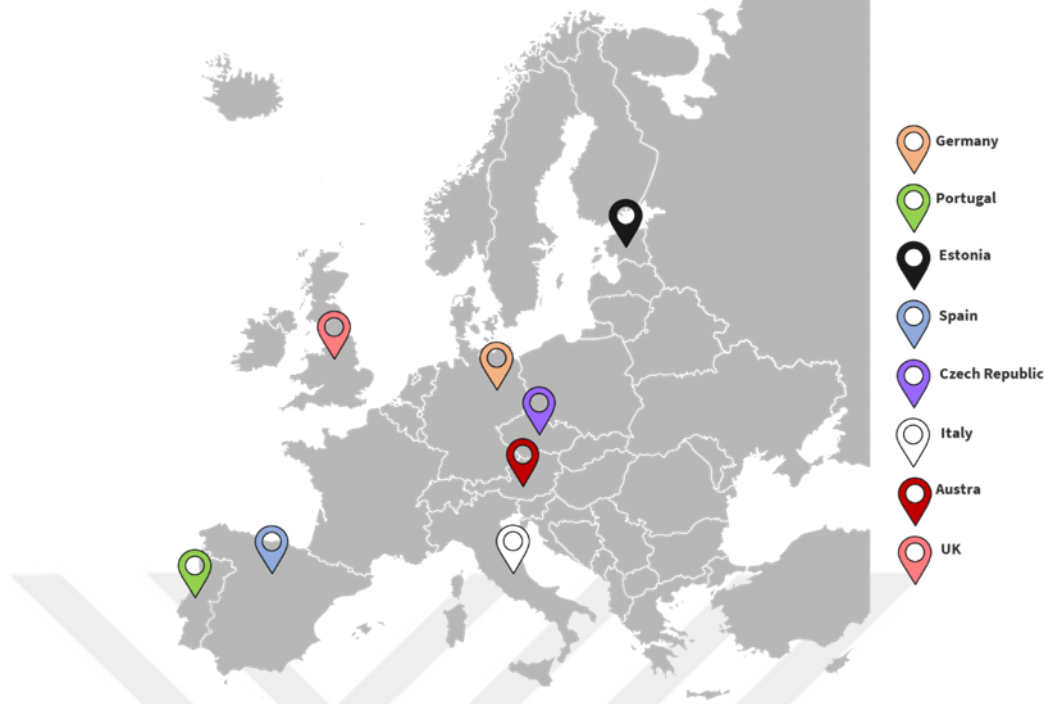 Germany
Portugal
Estonia
Spain
Czech Republic
Italy
Austra
UK